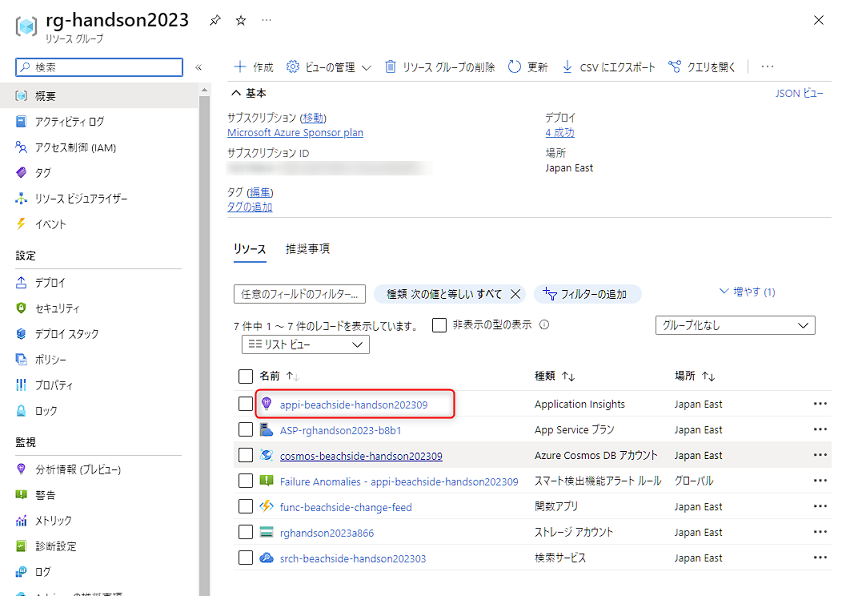 rg-handson2023
リソース グループ
検索
作成 ビューの管理 リソース グループの削除 更新 CSV にエクスポート クエリを開く
概要
アクティビティ ログ
アクセス制御 (IAM)
タグ
リソース ビジュアライザー
イベント
設定
デプロイ
セキュリティ
デプロイ スタック
ポリシー
プロパティ
ロック
監視
分析情報 (プレビュー)
警告
メトリック
診断設定
ログ
基本
JSON ビュー
サブスクリプション (移動)
Microsoft Azure Sponsor plan
サブスクリプション ID
デプロイ
4 成功
場所
Japan East
タグ (編集)
タグの追加
リソース 推奨事項
任意のフィールドのフィルター... 種類 次の値と等しい すべて フィルターの追加 増やす (1)
7 件中 1 ～ 7 件のレコードを表示しています。 非表示の型の表示 グループ化なし
リスト ビュー
名前 種類 場所
appi-beachside-handson202309 Application Insights Japan East
ASP-rghandson2023-b8b1 App Service プラン Japan East
cosmos-beachside-handson202309 Azure Cosmos DB アカウント Japan East
Failure Anomalies - appi-beachside-handson202309 スマート検出機能アラート ルール グローバル
func-beachside-change-feed 関数アプリ Japan East
rghandson2023a866 ストレージ アカウント Japan East
srch-beachside-handson202303 検索サービス Japan East